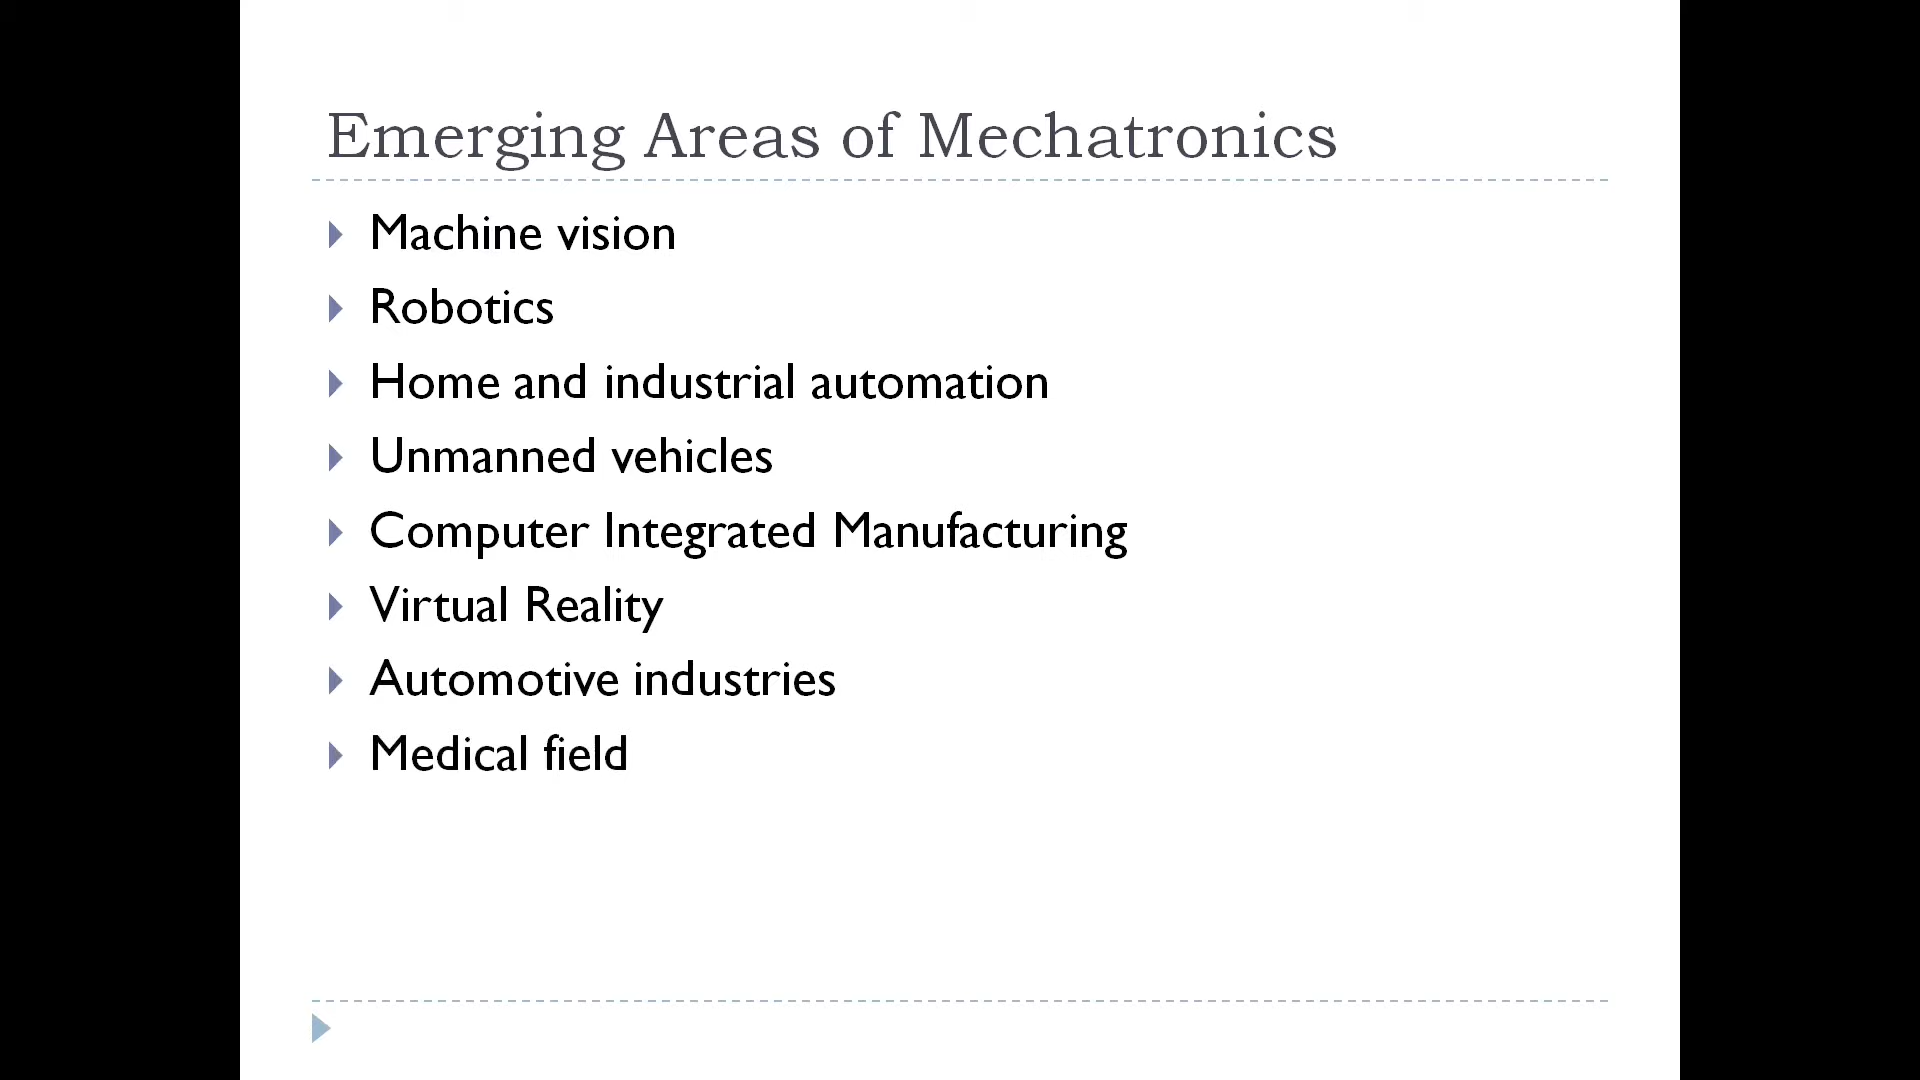 Emerging Areas of Mechatronics
Machine vision
Robotics
Home and industrial automation
Unmanned vehicles
Computer Integrated Manufacturing
Virtual Reality
Automotive industries
Medical field